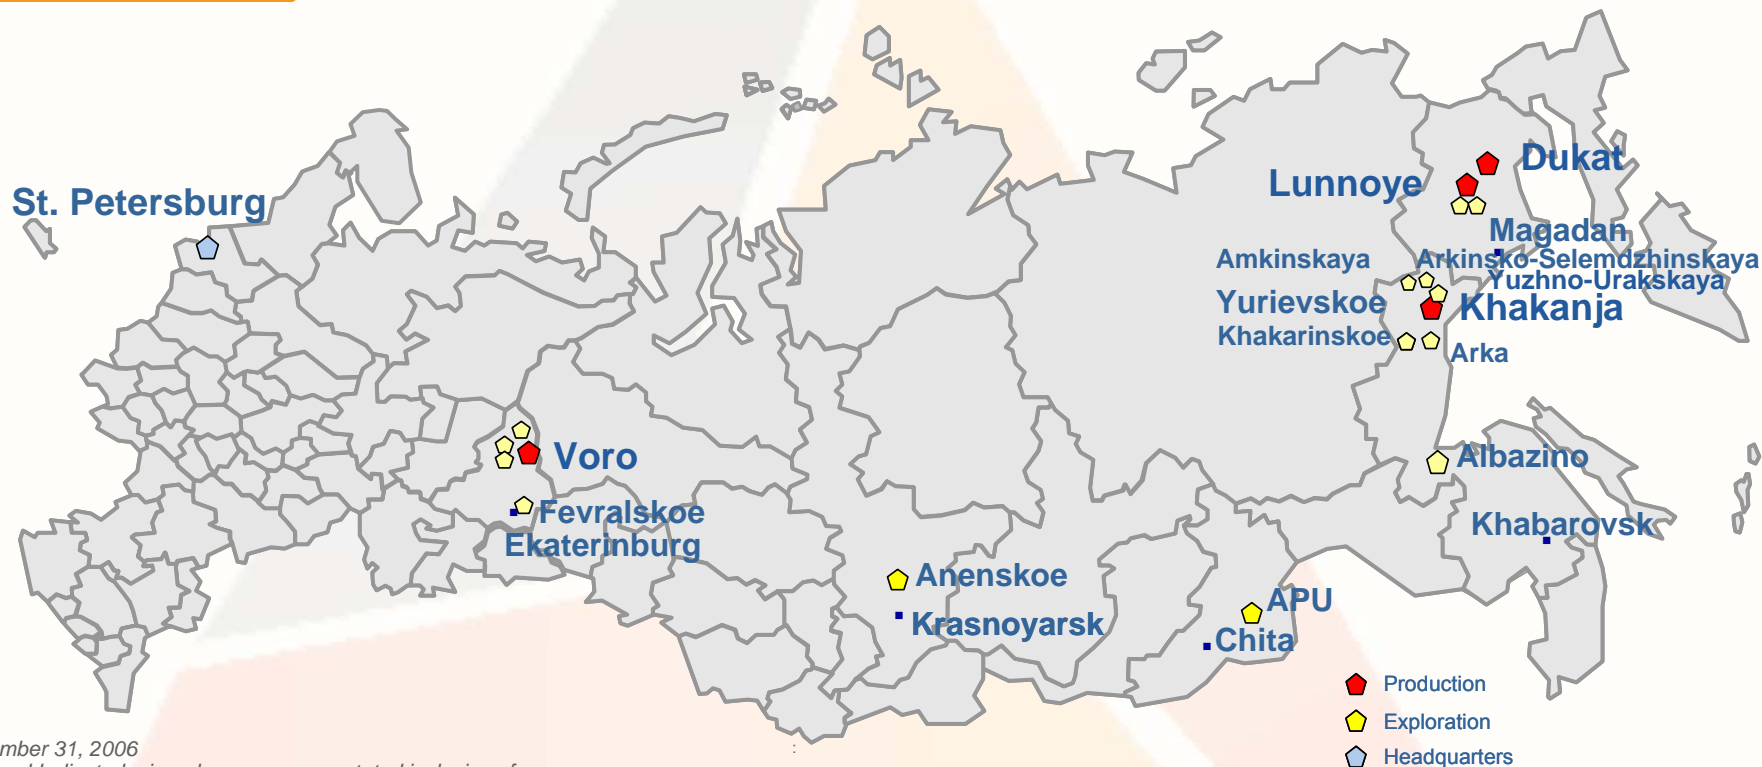 St. Petersburg
Dukat
Lunnoye
Magadan
Amkinskaya
Arkinsko-Selemdzhinskaya
Yuzhno-Urakskaya
Yurievskoe
Khakanja
Khakarinskoe
Arka
Voro
Albazino
Fevralskoe
Khabarovsk
Ekaterinburg
Anenskoe
APU
Krasnoyarsk
Chita
Production
Exploration
Headquarters
mber 31, 2006
: